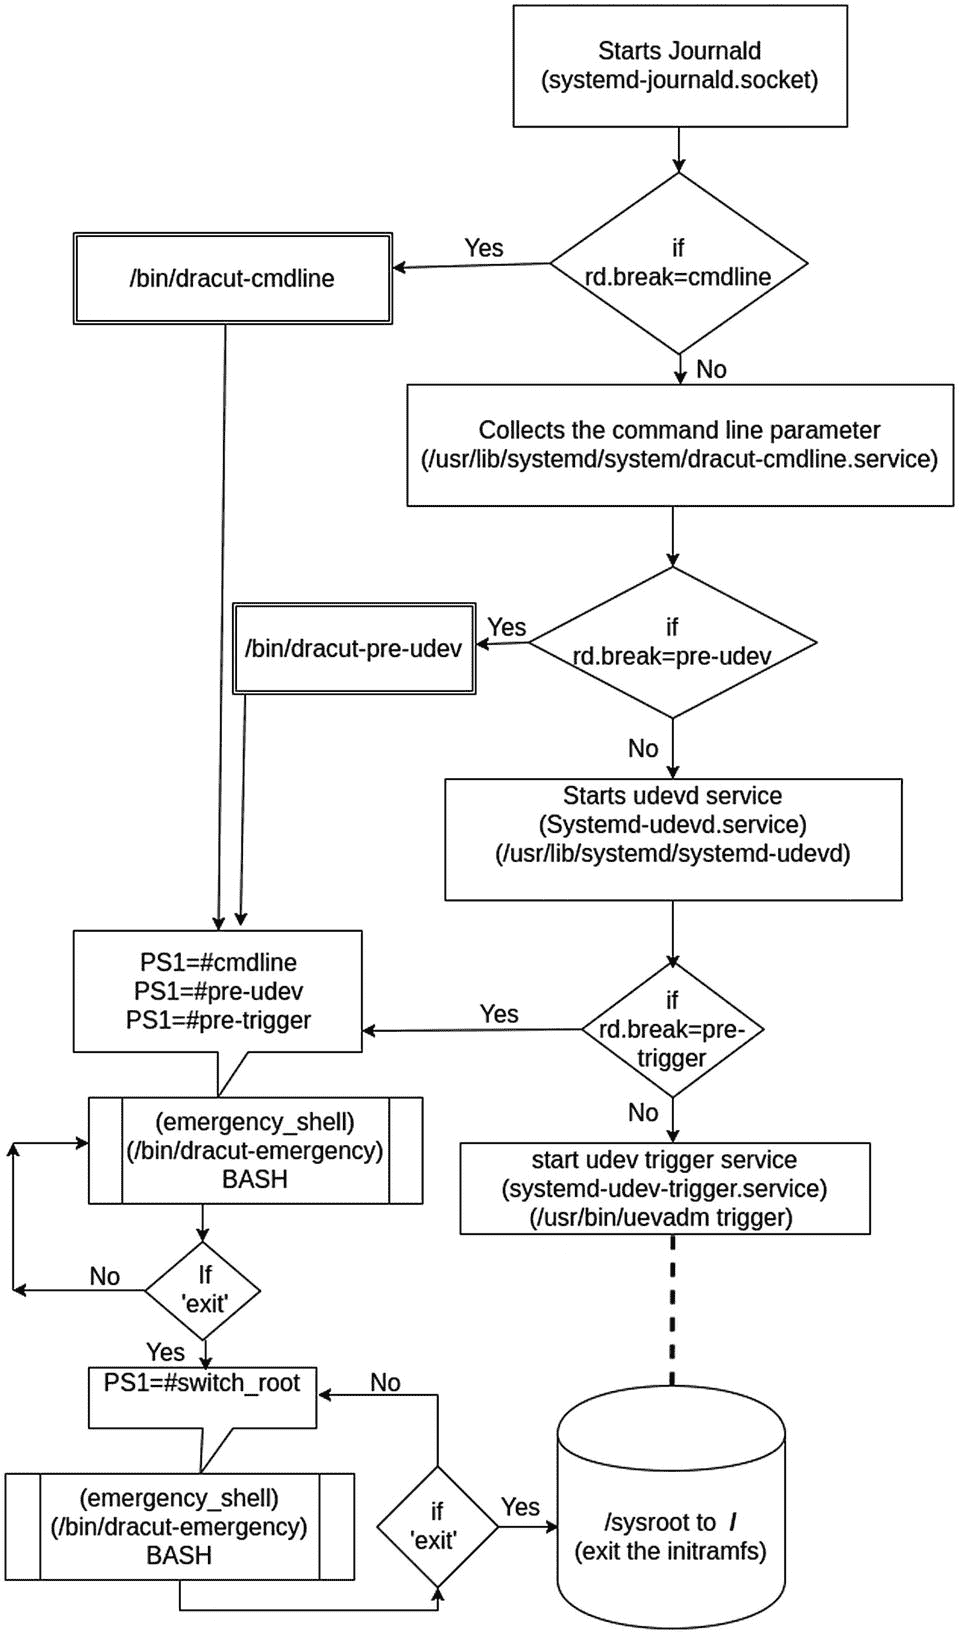 Starts Journald
(systemd-journald.socket)
if
rd.break=cmdline
Yes
/bin/dracut-cmdline
No
Collects the command line parameter
(/usr/lib/systemd/system/dracut-cmdline.service)
if
rd.break=pre-udev
Yes
/bin/dracut-pre-udev
No
Starts udevd service
(Systemd-udevd.service)
(/usr/lib/systemd/systemd-udevd)
if
rd.break=pre-
trigger
Yes
PS1=#cmdline
PS1=#pre-udev
PS1=#pre-trigger
No
start udev trigger service
(systemd-udev-trigger.service)
(/usr/bin/uevadm trigger)
(emergency_shell)
(/bin/dracut-emergency)
BASH
If
'exit'
No
Yes
PS1=#switch_root
No
(emergency_shell)
(/bin/dracut-emergency)
BASH
if
'exit'
Yes
/sysroot to /
(exit the initramfs)